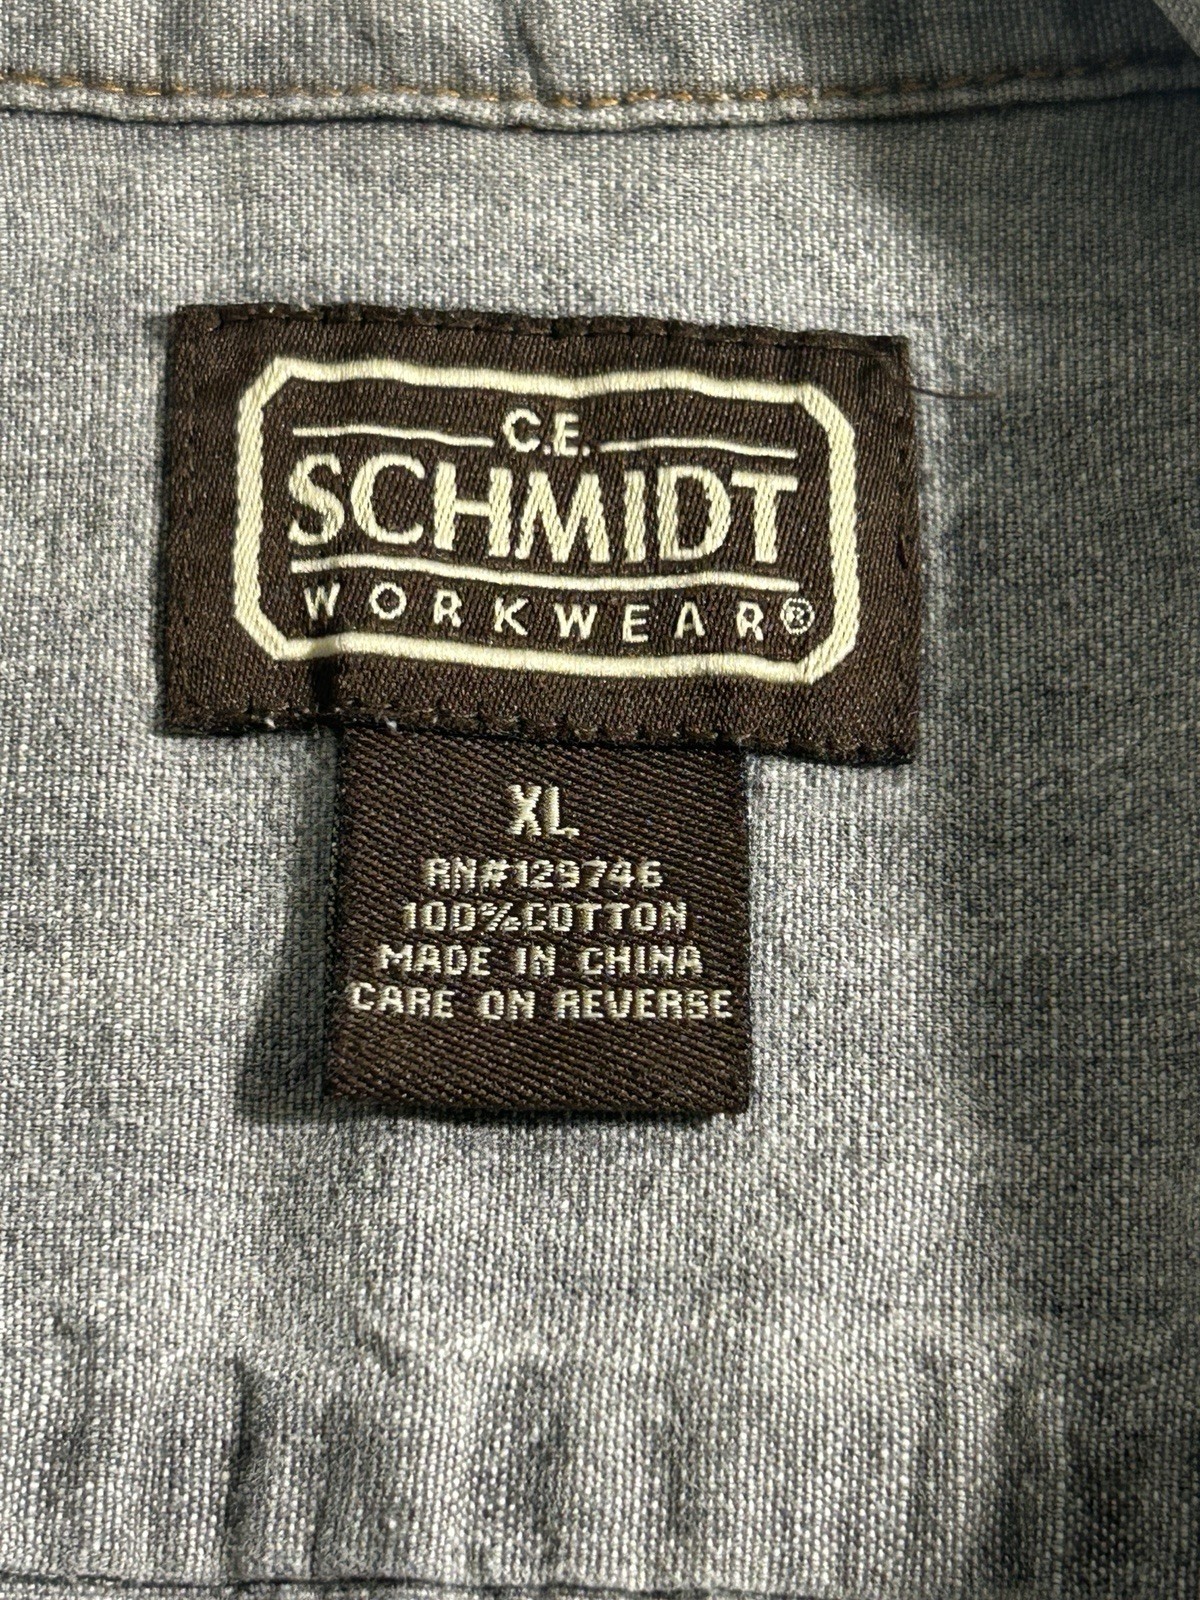 C.E.
SCHMIDT
WORKWEAR®
XL
RN#129746
100%COTTON
MADE IN CHINA
CARE ON REVERSE